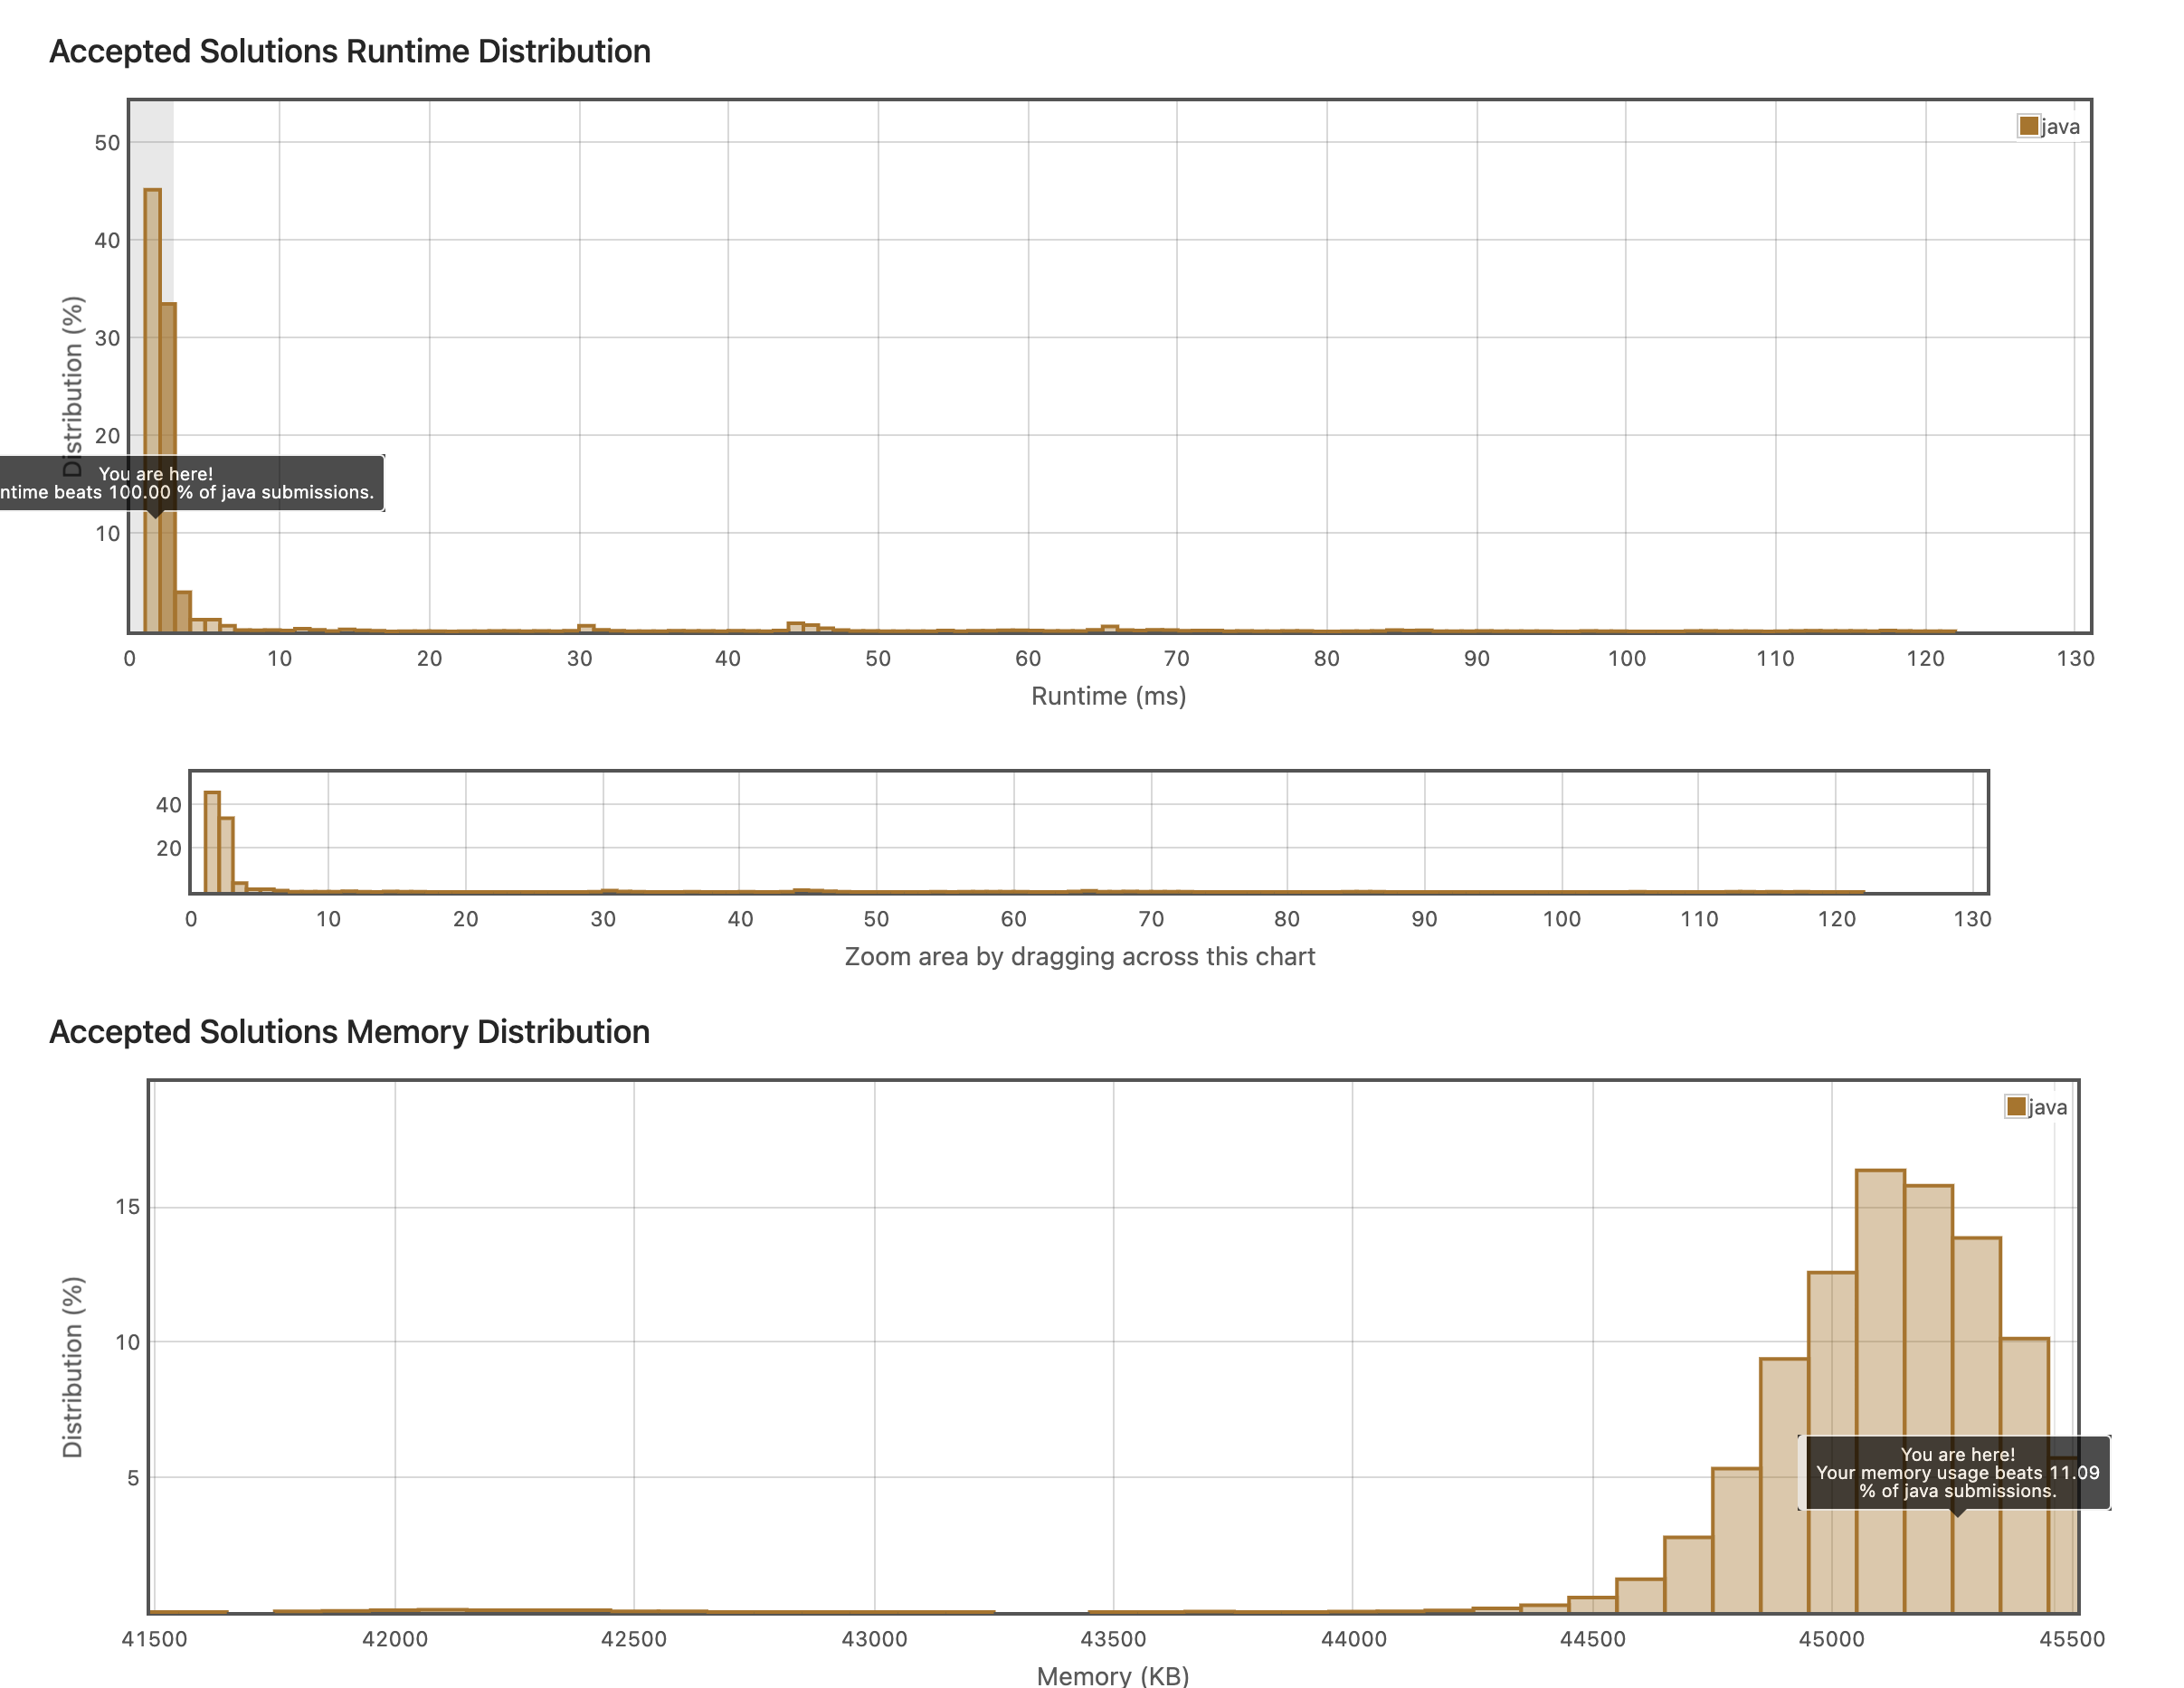 Accepted Solutions Runtime Distribution
java
Distribution (%)
50
40
30
20
10
You are here!
ntime beats 100.00 % of java submissions.
0 10 20 30 40 50 60 70 80 90 100 110 120 130
Runtime (ms)
40
20
0 10 20 30 40 50 60 70 80 90 100 110 120 130
Zoom area by dragging across this chart
Accepted Solutions Memory Distribution
java
Distribution (%)
15
10
5
You are here!
Your memory usage beats 11.09
% of java submissions.
41500 42000 42500 43000 43500 44000 44500 45000 45500
Memory (KB)